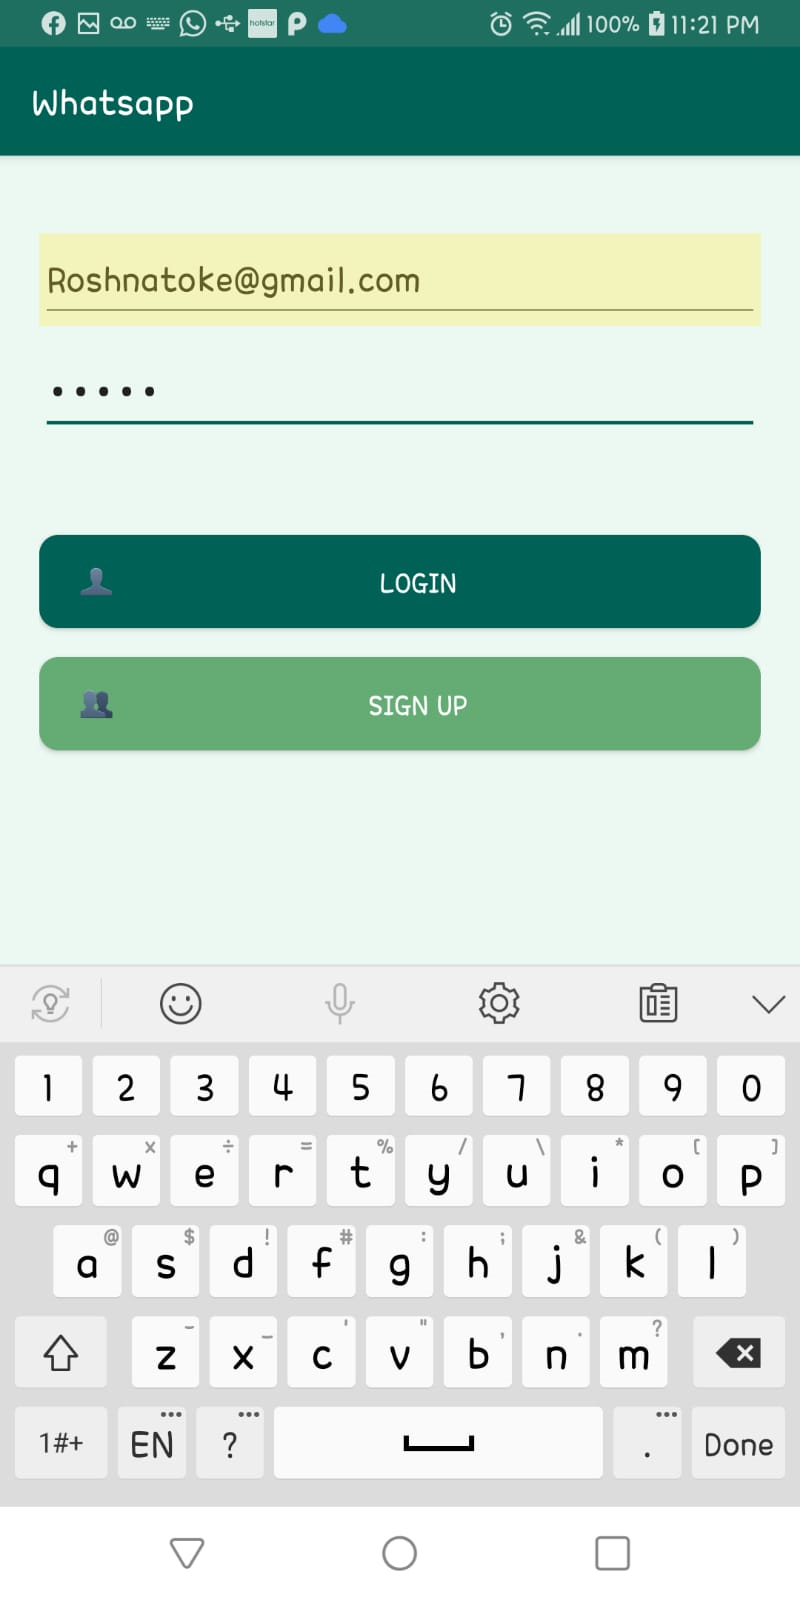 hotstar 100% 11:21 PM
Whatsapp
Roshnatoke@gmail.com
•••••
LOGIN
SIGN UP
1 2 3 4 5 6 7 8 9 0
+ × ÷ = % / \ * [ ]
q w e r t y u i o p
@ $ ! # : ; & ( )
a s d f g h j k l
- _ ' " , . ?
z x c v b n m
1#+ EN ? . Done